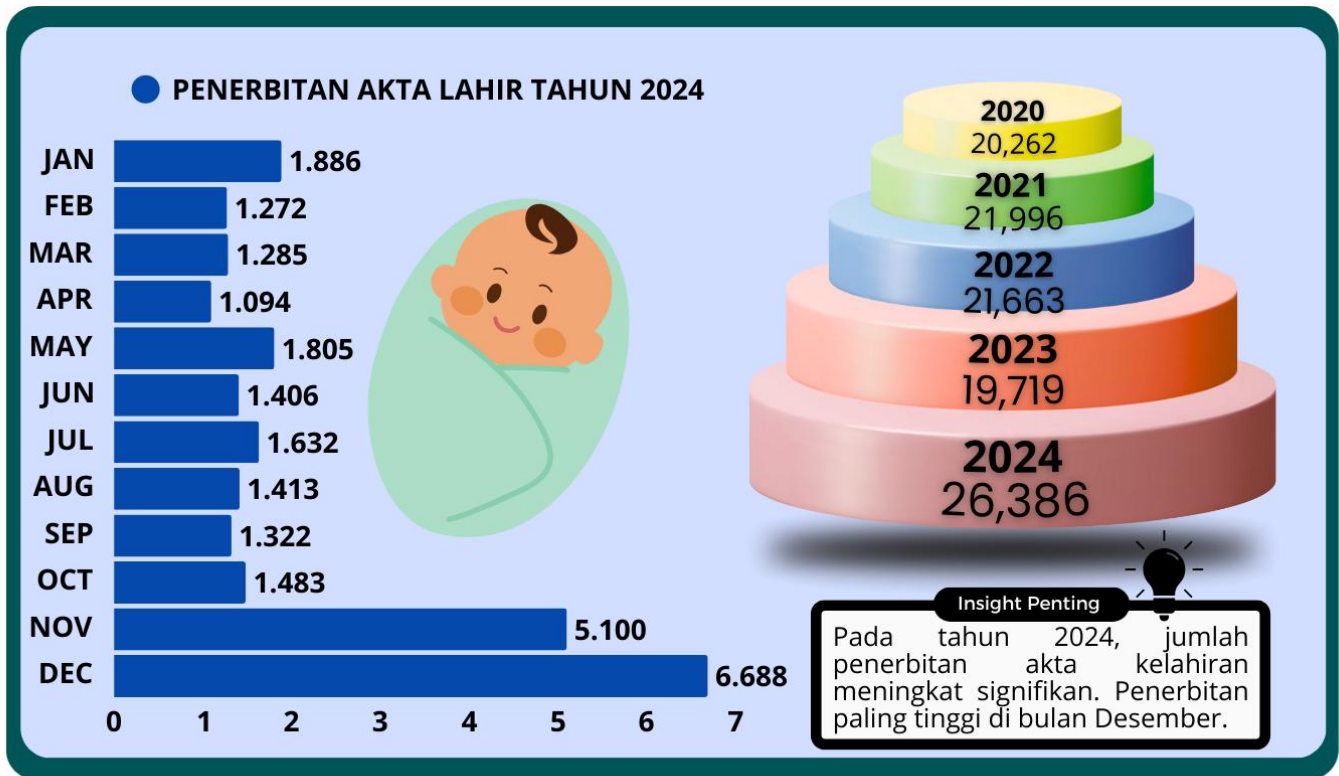 PENERBITAN AKTA LAHIR TAHUN 2024
JAN 1.886
FEB 1.272
MAR 1.285
APR 1.094
MAY 1.805
JUN 1.406
JUL 1.632
AUG 1.413
SEP 1.322
OCT 1.483
NOV 5.100
DEC 6.688
0 1 2 3 4 5 6 7
2020
20,262
2021
21,996
2022
21,663
2023
19,719
2024
26,386
Insight Penting
Pada tahun 2024, jumlah
penerbitan akta kelahiran
meningkat signifikan. Penerbitan
paling tinggi di bulan Desember.